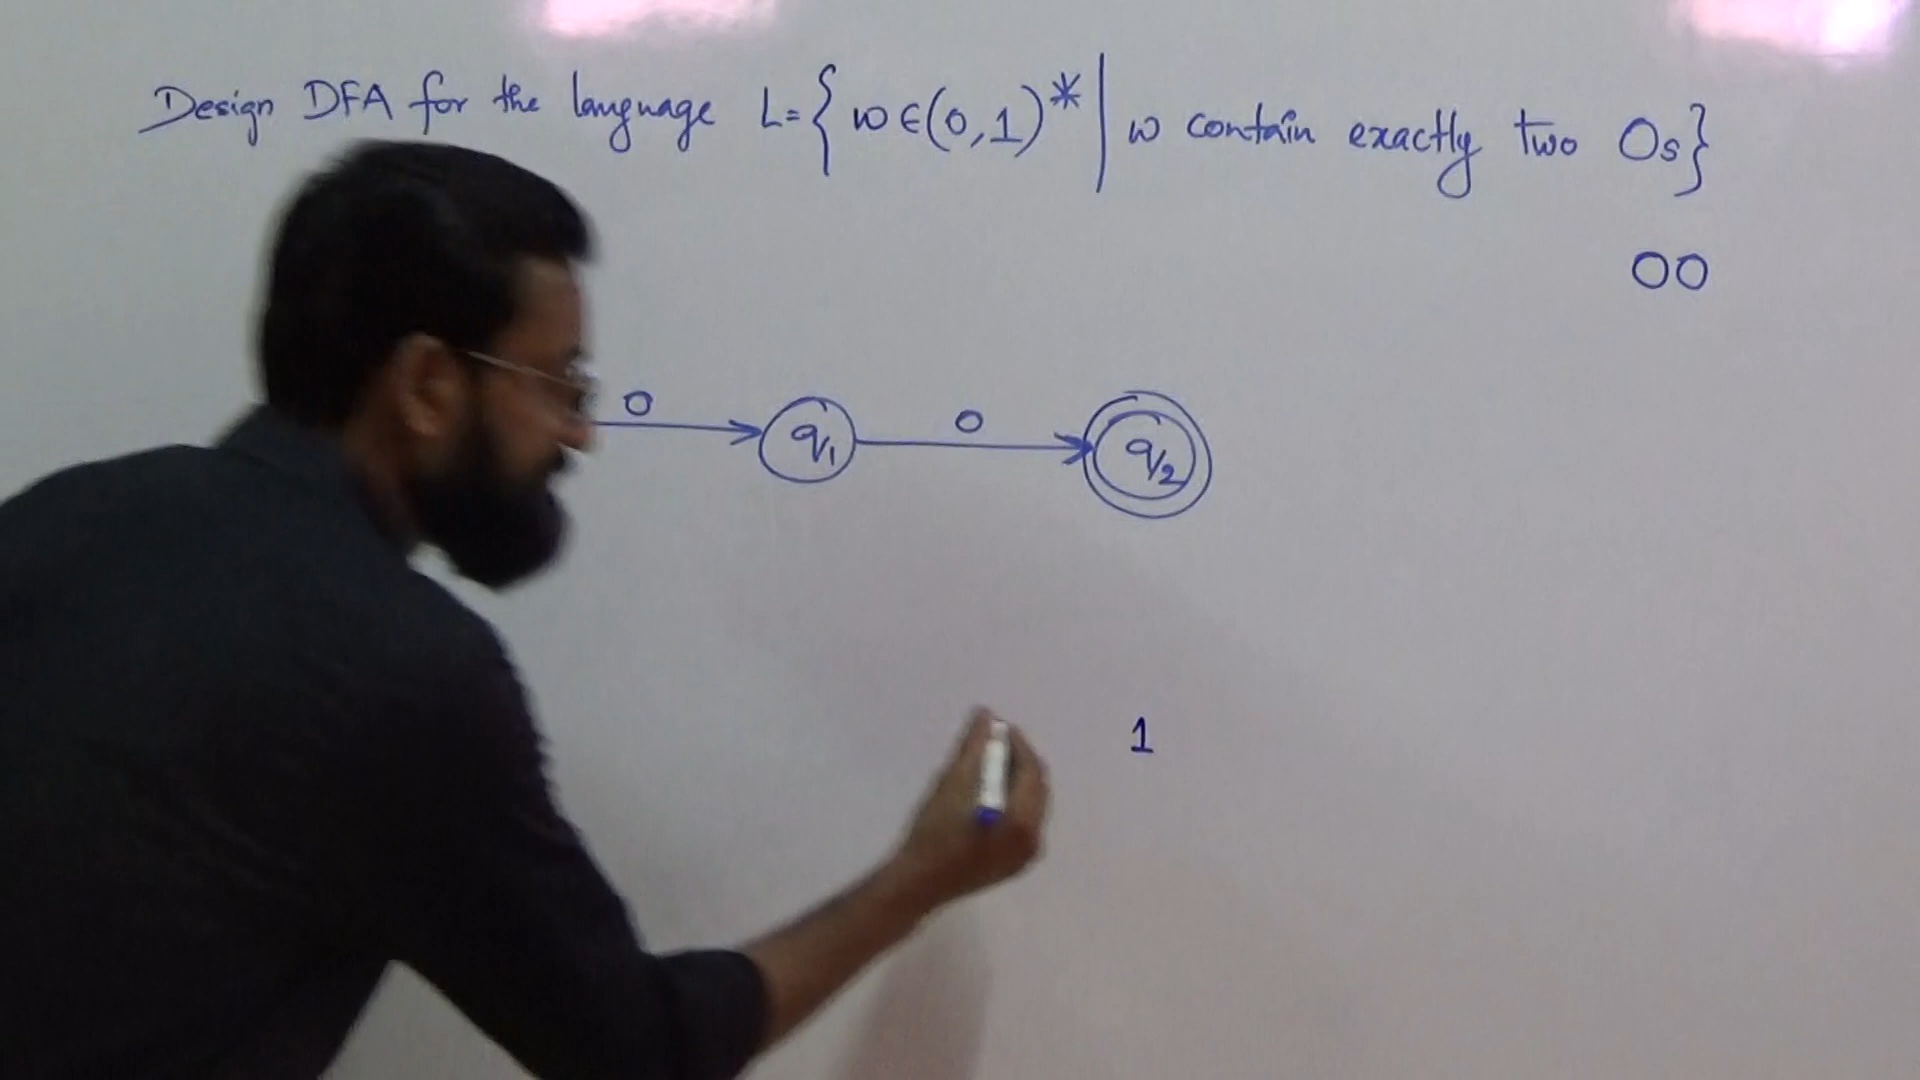 Design DFA for the language L={ w ∈ (0,1)* | w contain exactly two 0s}
00
0 q1 0 q2
1